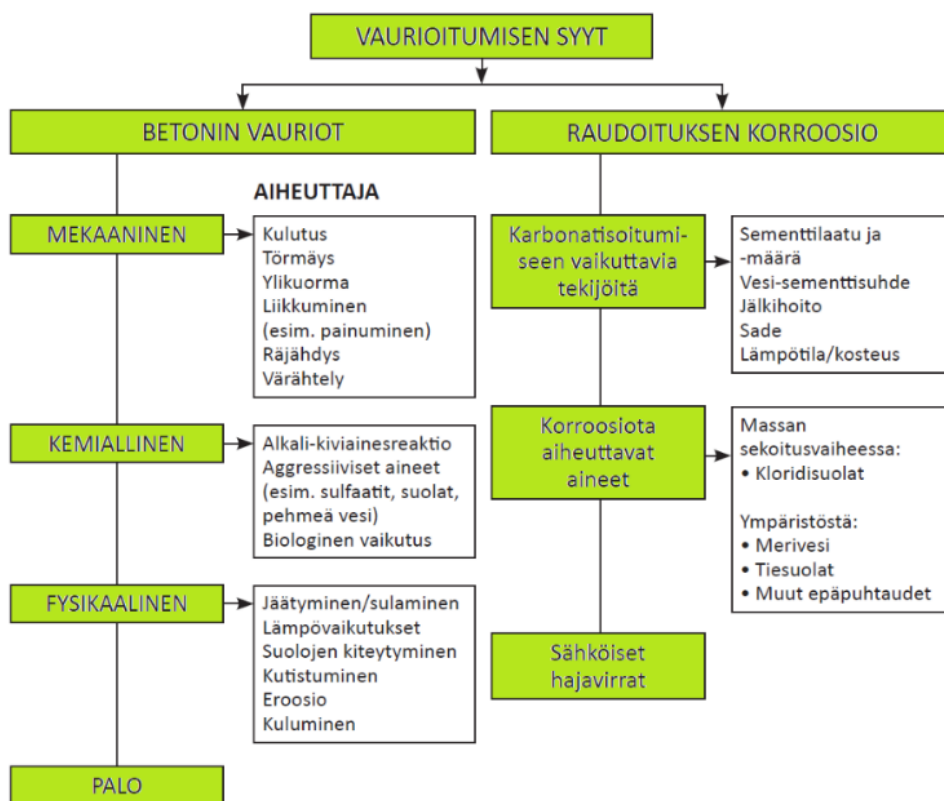 VAURIOITUMISEN SYYT
BETONIN VAURIOT
AIHEUTTAJA
MEKAANINEN
Kulutus
Törmäys
Ylikuorma
Liikkuminen
(esim. painuminen)
Räjähdys
Värähtely
KEMIALLINEN
Alkali-kiviainesreaktio
Aggressiiviset aineet
(esim. sulfaatit, suolat,
pehmeä vesi)
Biologinen vaikutus
FYSIKAALINEN
Jäätyminen/sulaminen
Lämpövaikutukset
Suolojen kiteytyminen
Kutistuminen
Eroosio
Kuluminen
PALO
RAUDOITUKSEN KORROOSIO
Karbonatisoitumi-
seen vaikuttavia
tekijöitä
Sementtilaatu ja
-määrä
Vesi-sementtisuhde
Jälkihoito
Sade
Lämpötila/kosteus
Korroosiota
aiheuttavat
aineet
Massan
sekoitusvaiheessa:
• Kloridisuolat
Ympäristöstä:
• Merivesi
• Tiesuolat
• Muut epäpuhtaudet
Sähköiset
hajavirrat